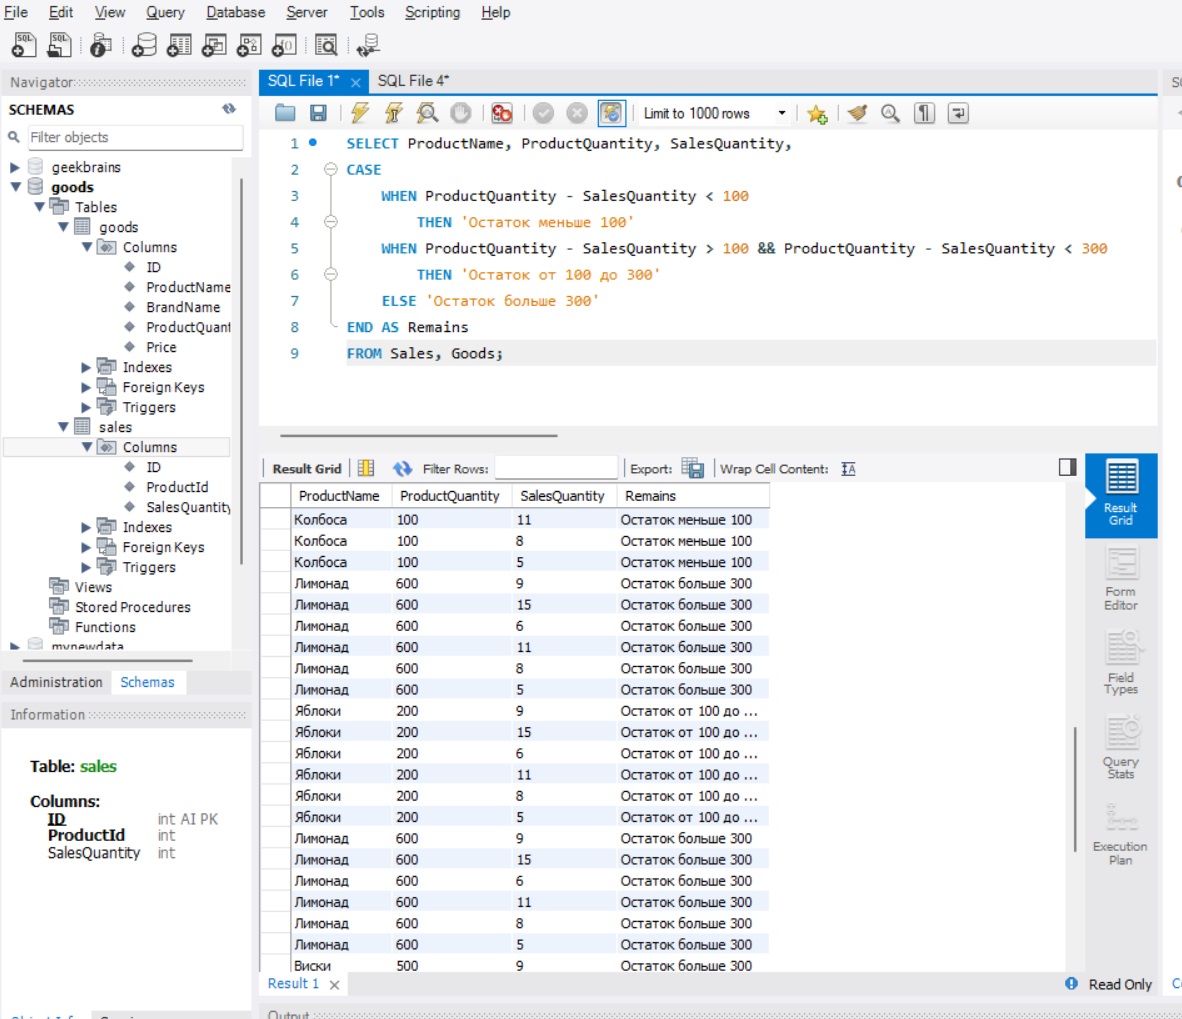 File Edit View Query Database Server Tools Scripting Help
Navigator
SCHEMAS
Filter objects
geekbrains
goods
Tables
goods
Columns
ID
ProductName
BrandName
ProductQuant
Price
Indexes
Foreign Keys
Triggers
sales
Columns
ID
ProductId
SalesQuantity
Indexes
Foreign Keys
Triggers
Views
Stored Procedures
Functions
mynewdata
Administration Schemas
Information
Table: sales
Columns:
ID int AI PK
ProductId int
SalesQuantity int
SQL File 1* SQL File 4*
Limit to 1000 rows
1 SELECT ProductName, ProductQuantity, SalesQuantity,
2 CASE
3 WHEN ProductQuantity - SalesQuantity < 100
4 THEN 'Остаток меньше 100'
5 WHEN ProductQuantity - SalesQuantity > 100 && ProductQuantity - SalesQuantity < 300
6 THEN 'Остаток от 100 до 300'
7 ELSE 'Остаток больше 300'
8 END AS Remains
9 FROM Sales, Goods;
Result Grid Filter Rows: Export: Wrap Cell Content:
ProductName ProductQuantity SalesQuantity Remains
Колбоса 100 11 Остаток меньше 100
Колбоса 100 8 Остаток меньше 100
Колбоса 100 5 Остаток меньше 100
Лимонад 600 9 Остаток больше 300
Лимонад 600 15 Остаток больше 300
Лимонад 600 6 Остаток больше 300
Лимонад 600 11 Остаток больше 300
Лимонад 600 8 Остаток больше 300
Лимонад 600 5 Остаток больше 300
Яблоки 200 9 Остаток от 100 до ...
Яблоки 200 15 Остаток от 100 до ...
Яблоки 200 6 Остаток от 100 до ...
Яблоки 200 11 Остаток от 100 до ...
Яблоки 200 8 Остаток от 100 до ...
Яблоки 200 5 Остаток от 100 до ...
Лимонад 600 9 Остаток больше 300
Лимонад 600 15 Остаток больше 300
Лимонад 600 6 Остаток больше 300
Лимонад 600 11 Остаток больше 300
Лимонад 600 8 Остаток больше 300
Лимонад 600 5 Остаток больше 300
Виски 500 9 Остаток больше 300
Result
Grid
Form
Editor
Field
Types
Query
Stats
Execution
Plan
Result 1 Read Only
Output